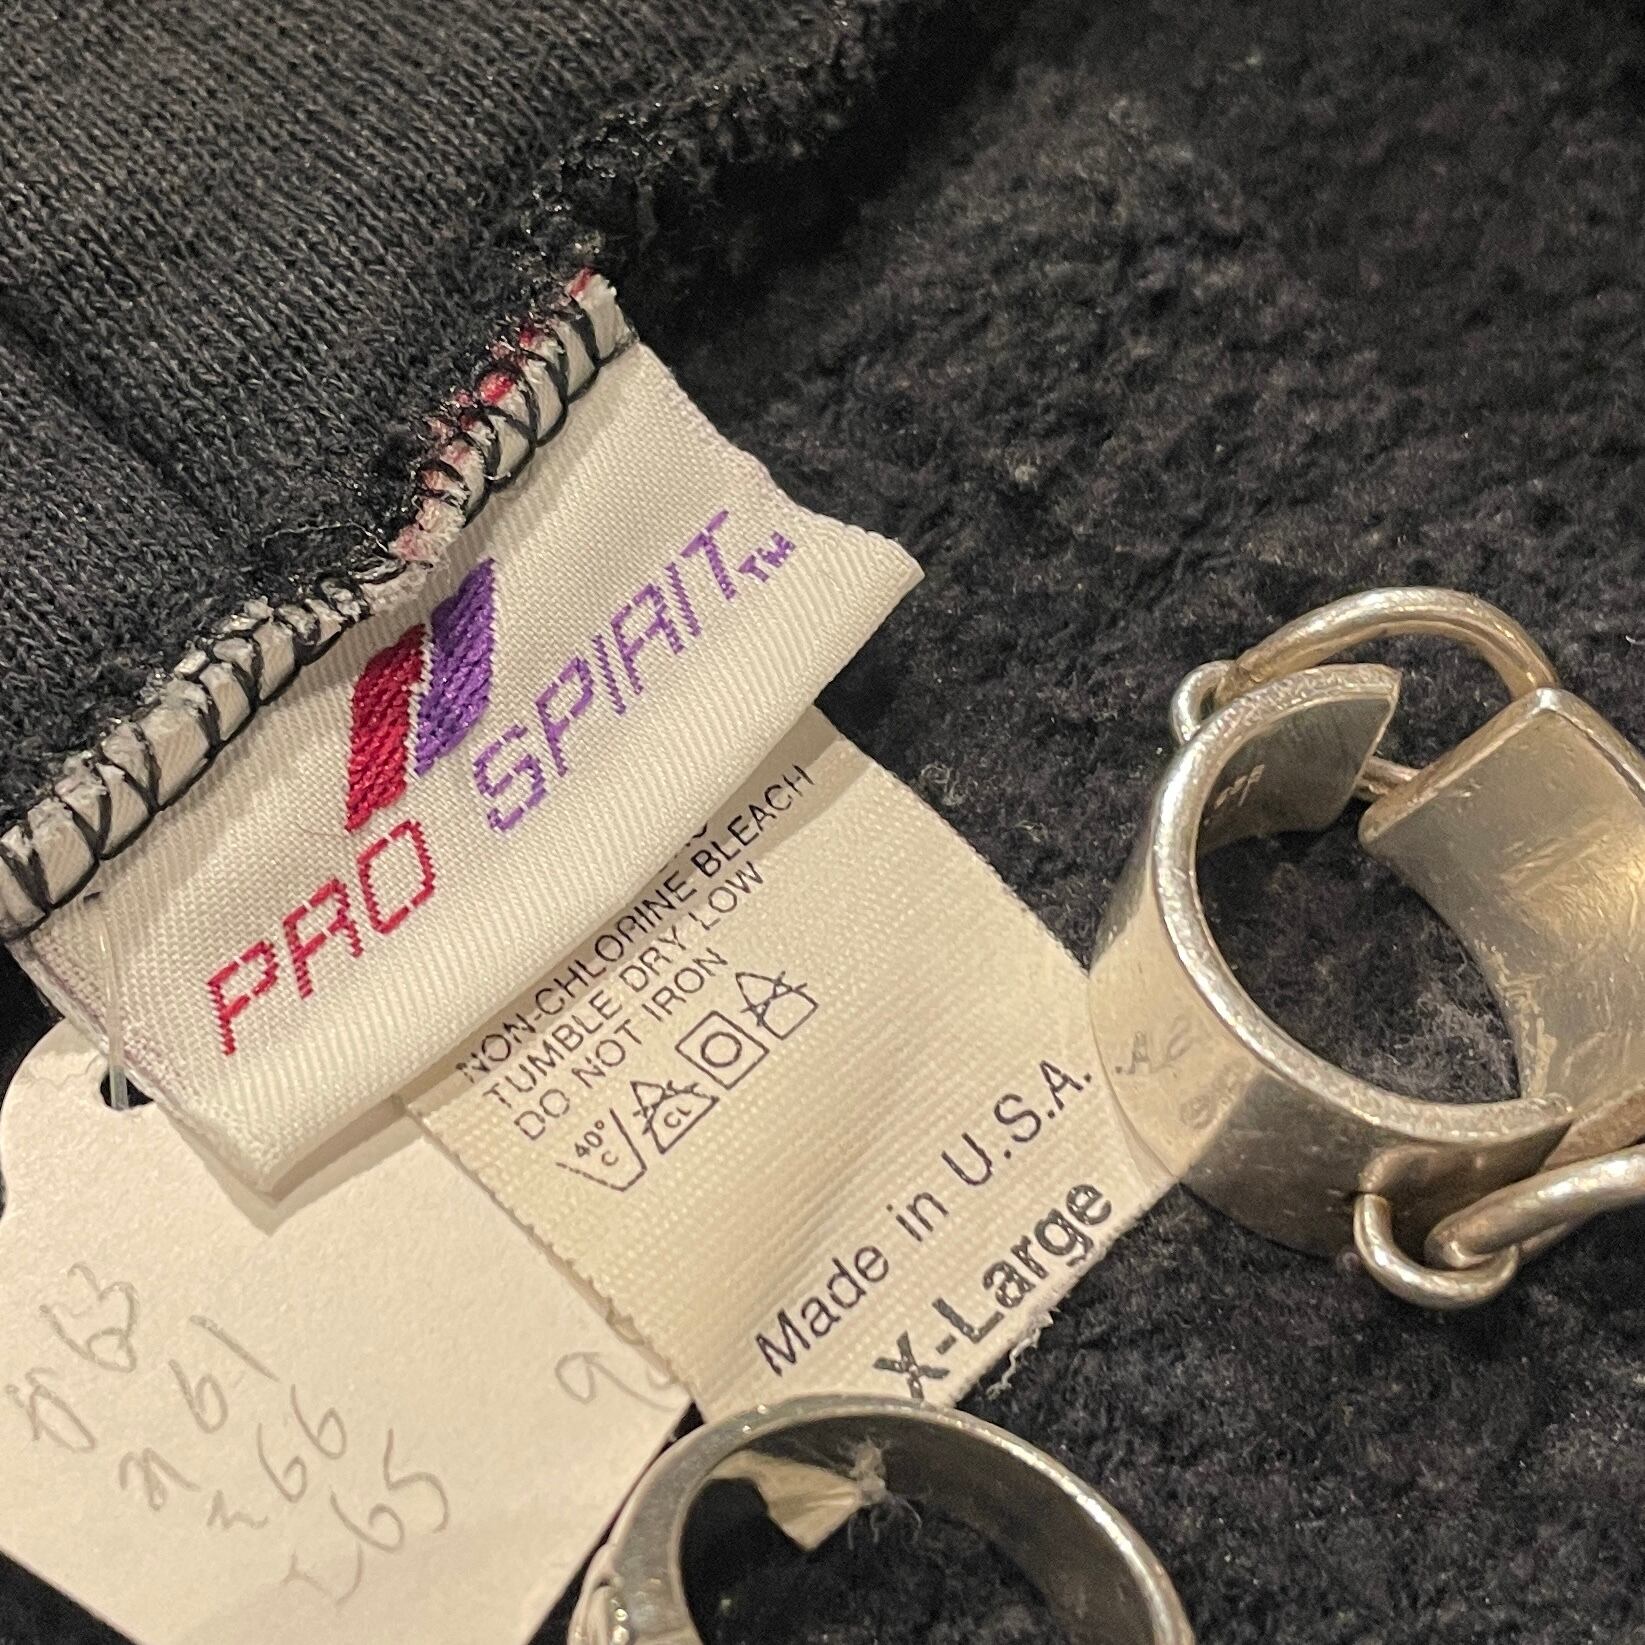 PRO SPIRIT™
NON-CHLORINE BLEACH
TUMBLE DRY LOW
DO NOT IRON
40° C CL
Made in U.S.A.
X-Large
63
61
66
65